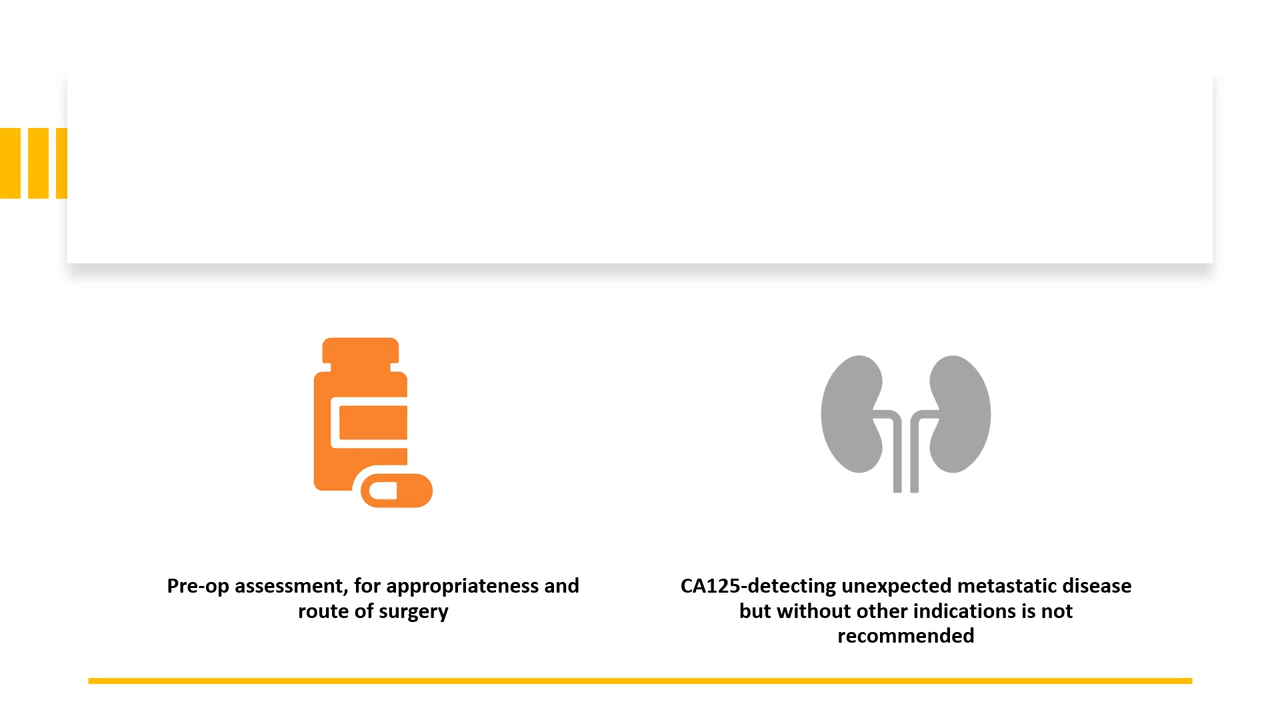 Pre-op assessment, for appropriateness and
route of surgery
CA125-detecting unexpected metastatic disease
but without other indications is not
recommended